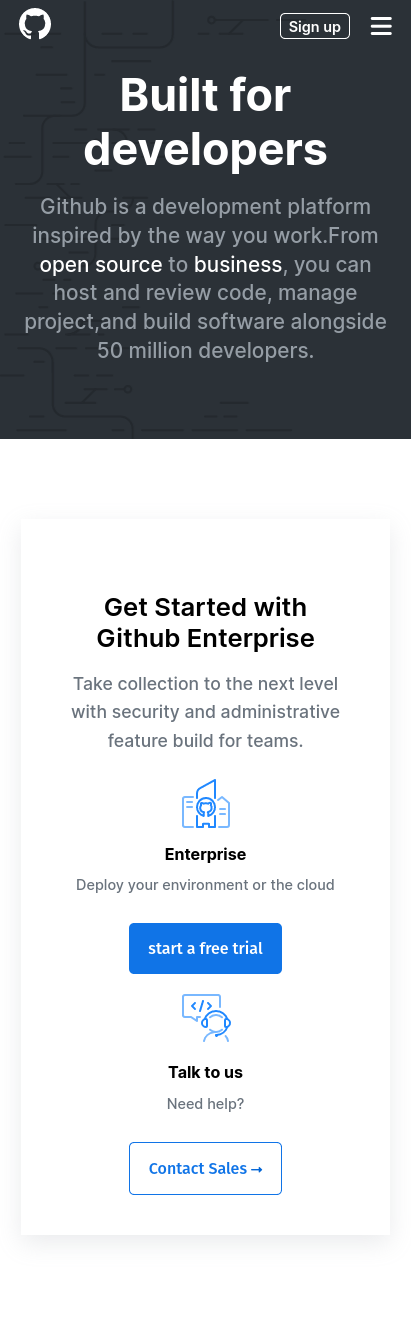 Sign up
Built for
developers
Github is a development platform
inspired by the way you work.From
open source to business, you can
host and review code, manage
project,and build software alongside
50 million developers.
Get Started with
Github Enterprise
Take collection to the next level
with security and administrative
feature build for teams.
Enterprise
Deploy your environment or the cloud
start a free trial
Talk to us
Need help?
Contact Sales →